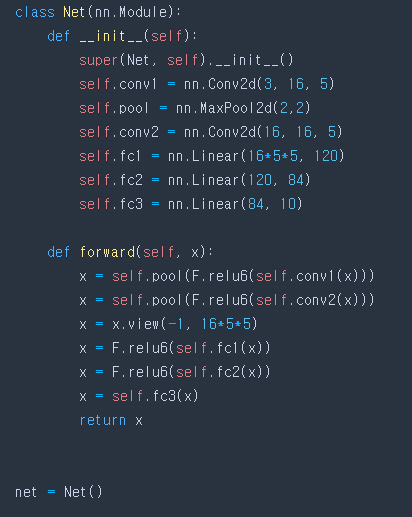 class Net(nn.Module):
    def __init__(self):
        super(Net, self).__init__()
        self.conv1 = nn.Conv2d(3, 16, 5)
        self.pool = nn.MaxPool2d(2,2)
        self.conv2 = nn.Conv2d(16, 16, 5)
        self.fc1 = nn.Linear(16*5*5, 120)
        self.fc2 = nn.Linear(120, 84)
        self.fc3 = nn.Linear(84, 10)

    def forward(self, x):
        x = self.pool(F.relu6(self.conv1(x)))
        x = self.pool(F.relu6(self.conv2(x)))
        x = x.view(-1, 16*5*5)
        x = F.relu6(self.fc1(x))
        x = F.relu6(self.fc2(x))
        x = self.fc3(x)
        return x


net = Net()